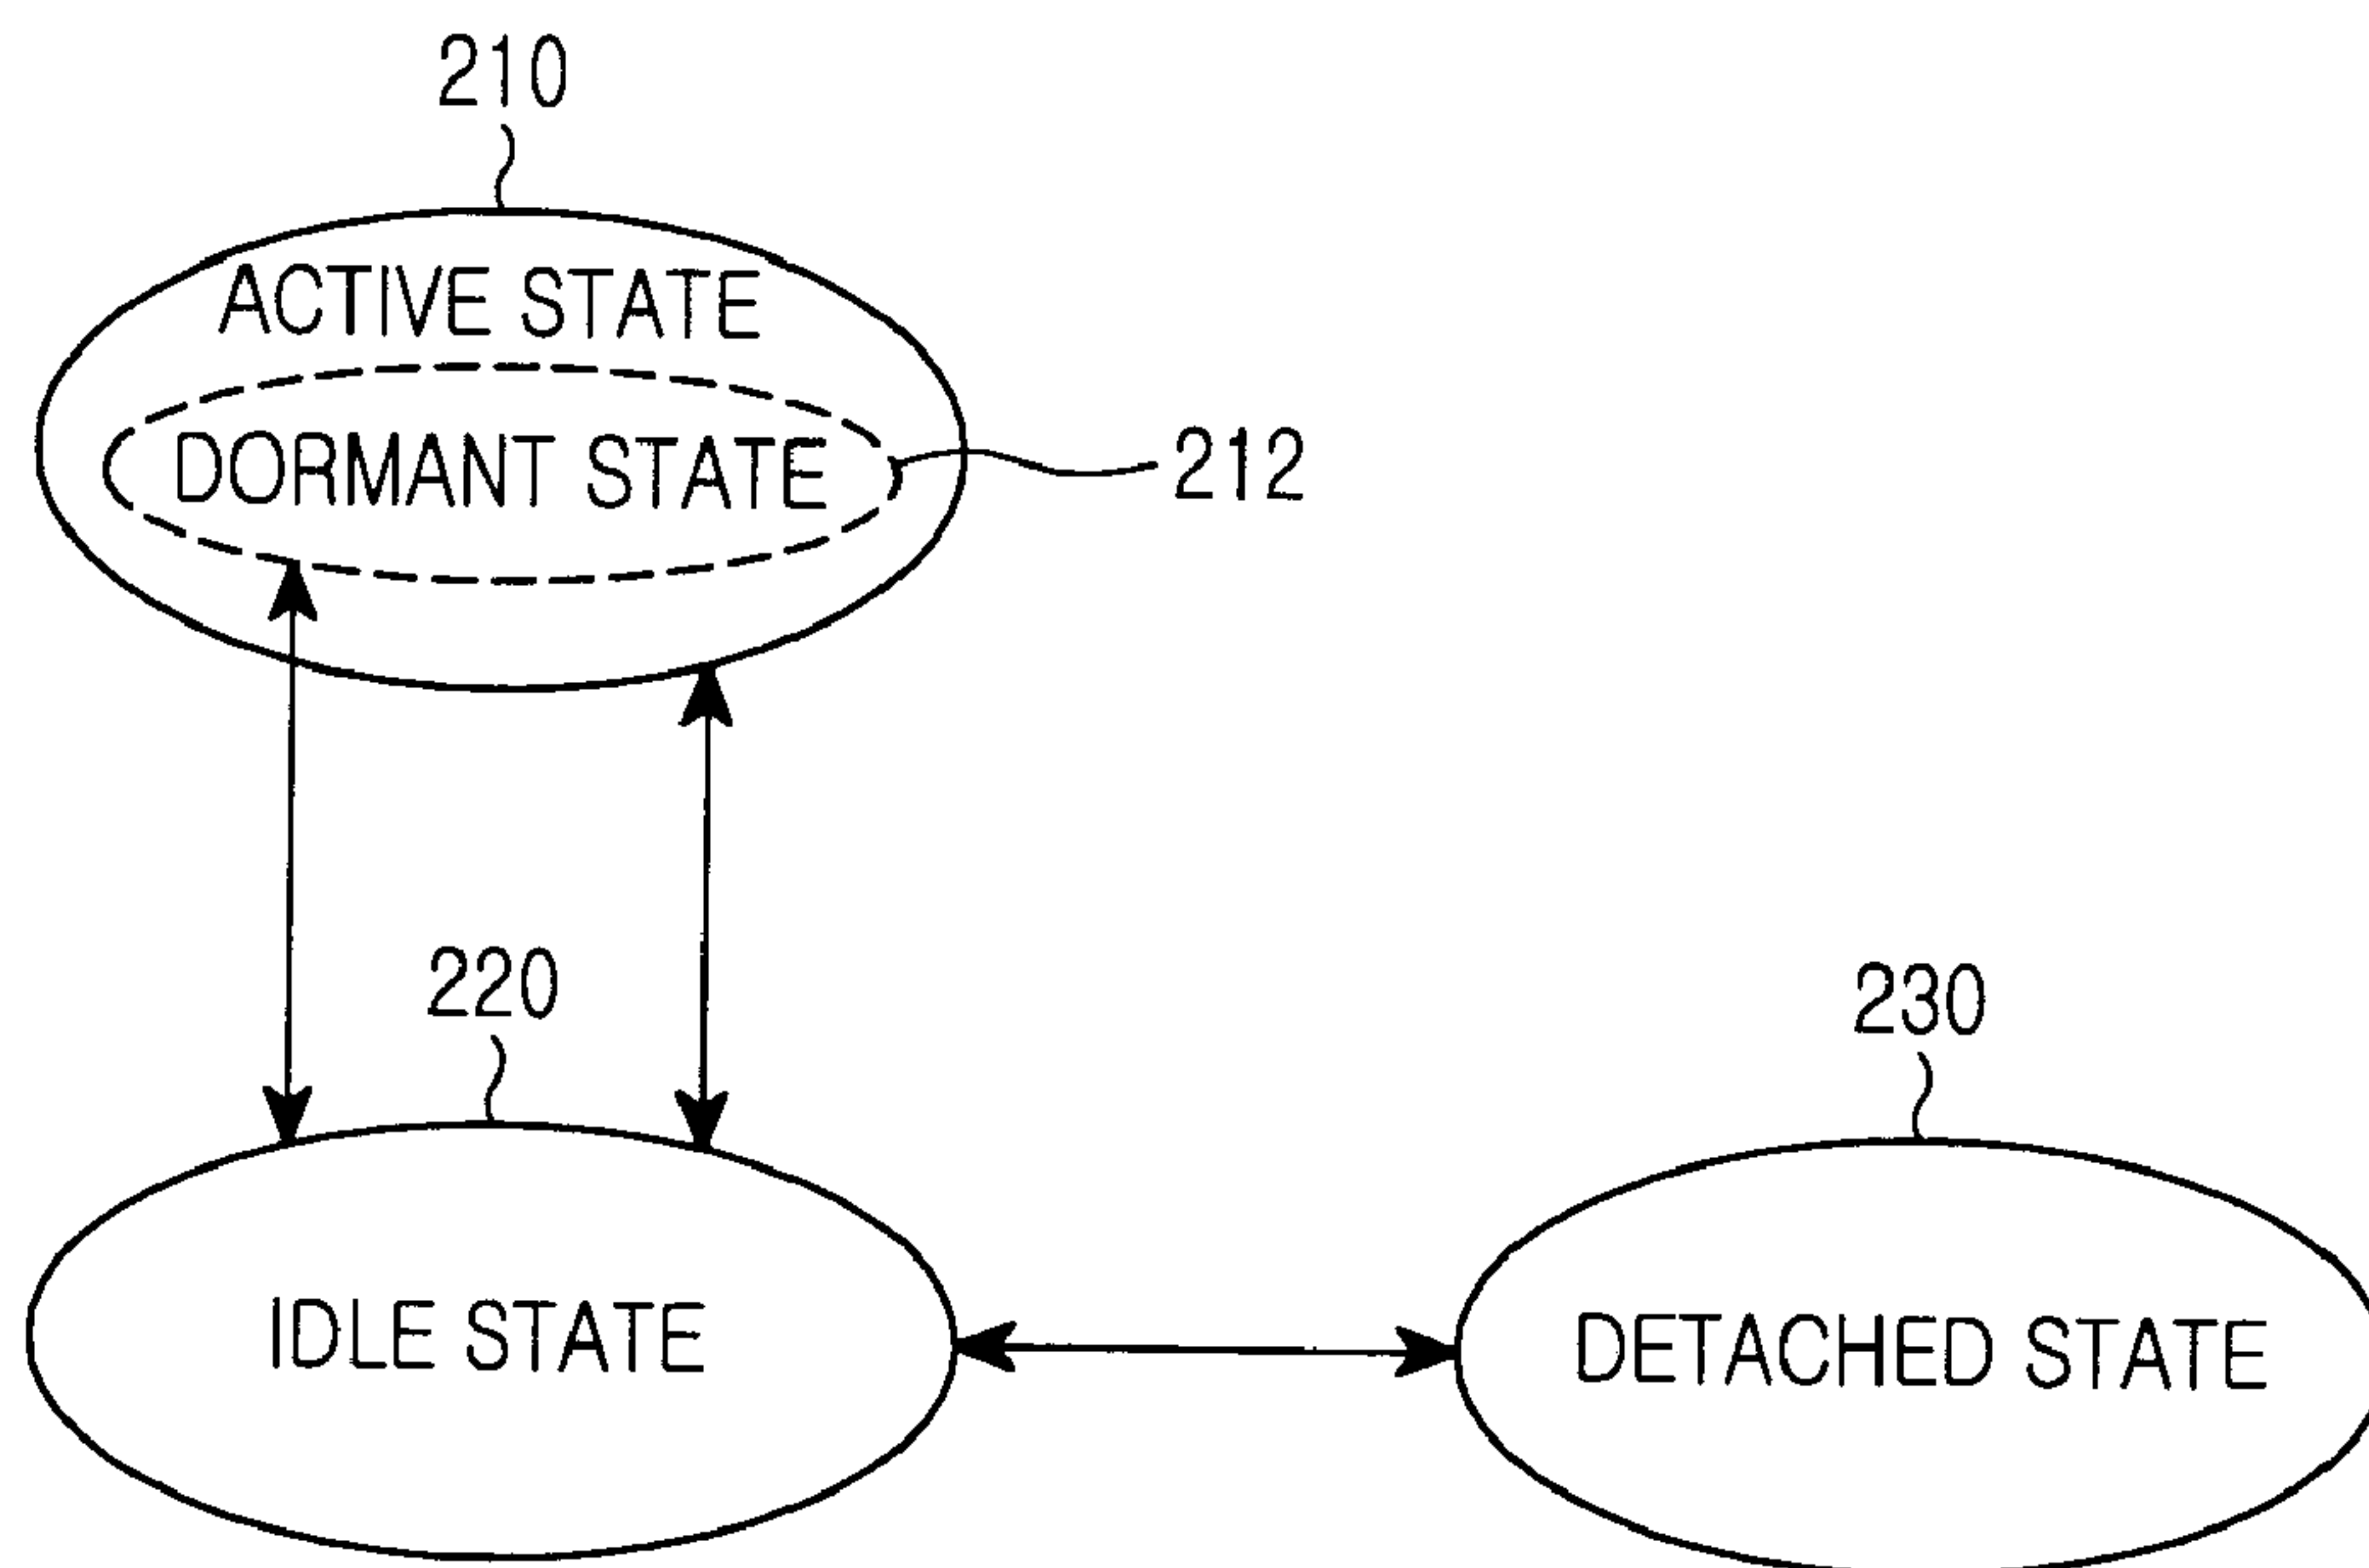 210
ACTIVE STATE
DORMANT STATE
212
220
230
IDLE STATE
DETACHED STATE